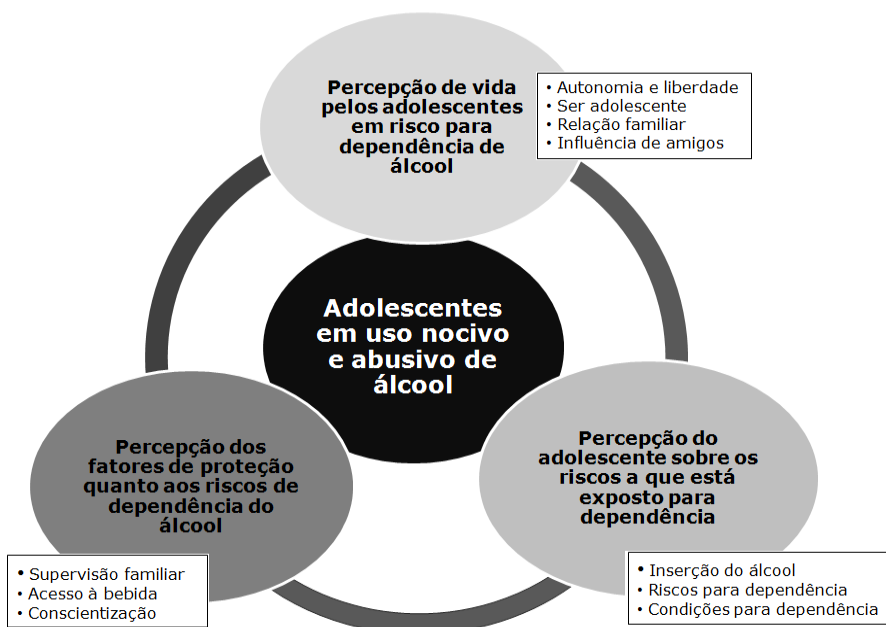 Percepção de vida
pelos adolescentes
em risco para
dependência de
álcool
• Autonomia e liberdade
• Ser adolescente
• Relação familiar
• Influência de amigos
Adolescentes
em uso nocivo
e abusivo de
álcool
Percepção dos
fatores de proteção
quanto aos riscos de
dependência do
álcool
• Supervisão familiar
• Acesso à bebida
• Conscientização
Percepção do
adolescente sobre os
riscos a que está
exposto para
dependência
• Inserção do álcool
• Riscos para dependência
• Condições para dependência